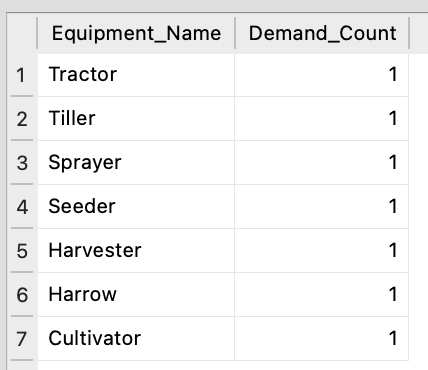 Equipment_Name Demand_Count
1 Tractor 1
2 Tiller 1
3 Sprayer 1
4 Seeder 1
5 Harvester 1
6 Harrow 1
7 Cultivator 1